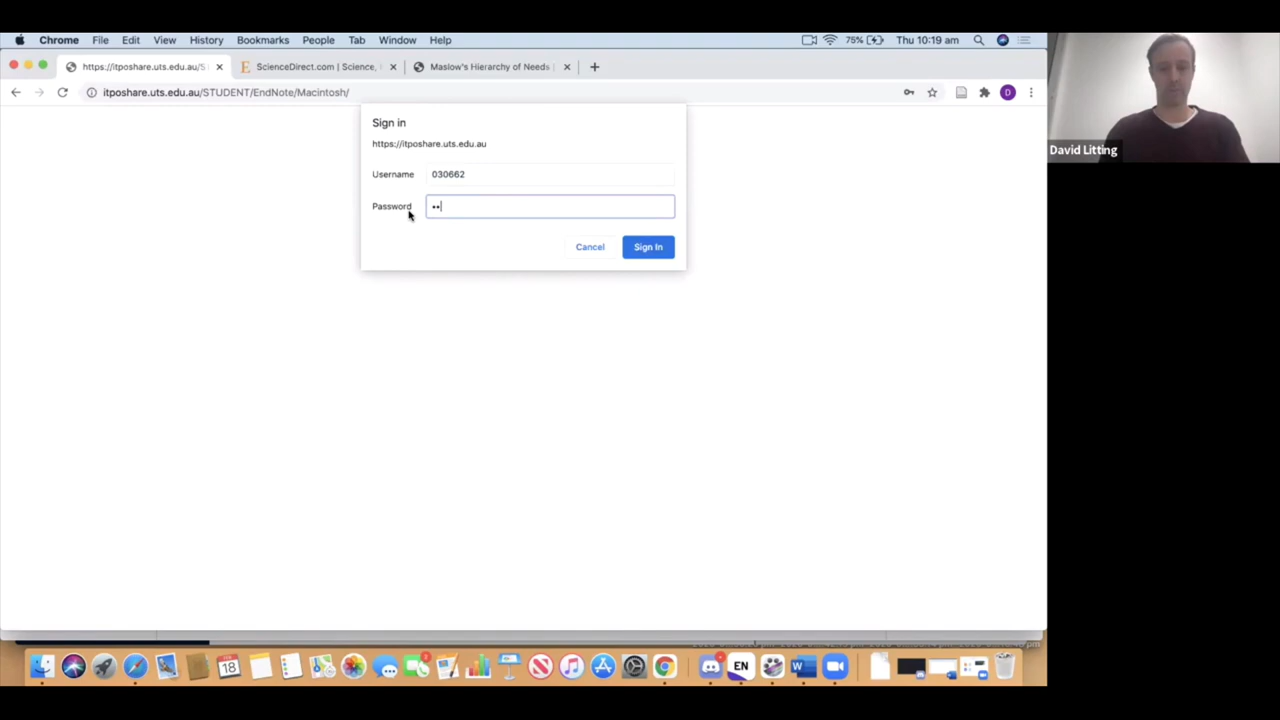 Chrome File Edit View History Bookmarks People Tab Window Help 75% Thu 10:19 am
https://itposhare.uts.edu.au/S ScienceDirect.com | Science, Maslow's Hierarchy of Needs
itposhare.uts.edu.au/STUDENT/EndNote/Macintosh/ D
Sign in
https://itposhare.uts.edu.au
Username 030662
Password ••
Cancel Sign In
David Litting
FEB 18 EN W